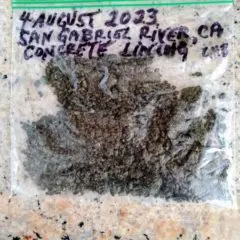 4 AUGUST 2023
SAN GABRIEL RIVER, CA
CONCRETE LINING